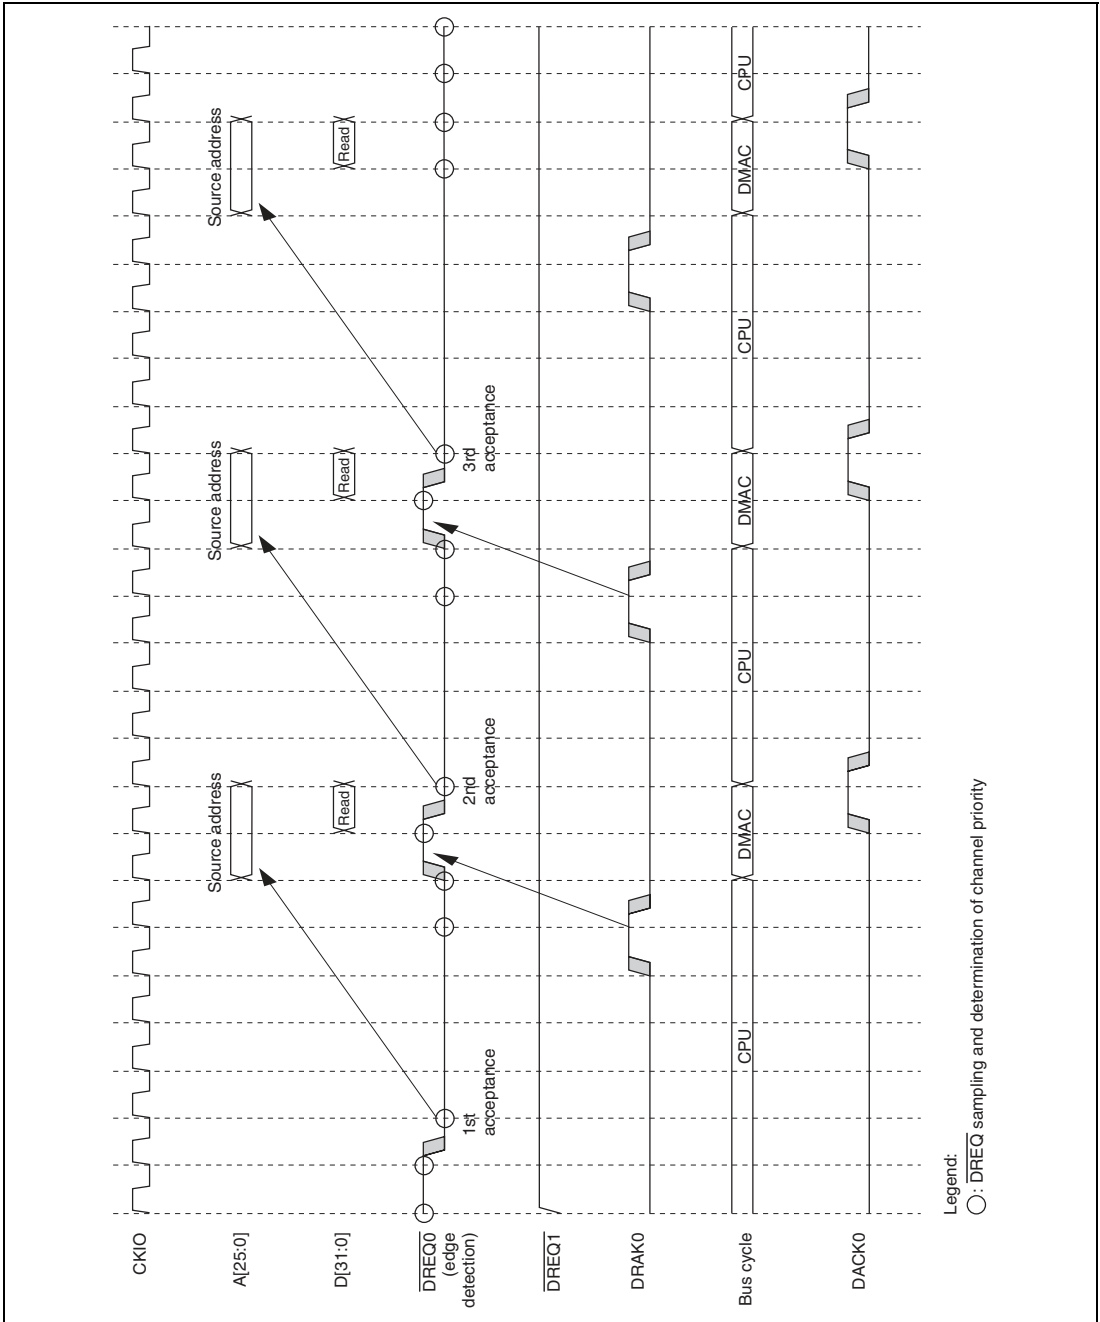 CKIO
Source address
Source address
Source address
A[25:0]
Read
Read
Read
D[31:0]
DREQ0
(edge
detection)
1st
acceptance
2nd
acceptance
3rd
acceptance
DREQ1
DRAK0
Bus cycle
CPU
DMAC
CPU
DMAC
CPU
DMAC
CPU
DACK0
Legend:
○: DREQ sampling and determination of channel priority